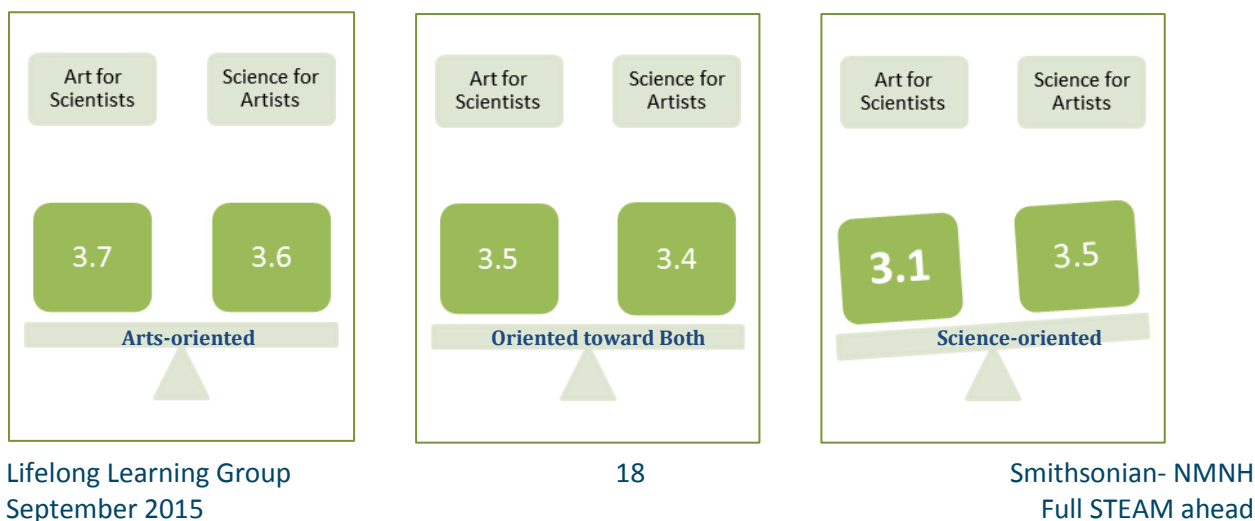 Art for
Scientists
Science for
Artists
3.7
3.6
Arts-oriented
Art for
Scientists
Science for
Artists
3.5
3.4
Oriented toward Both
Art for
Scientists
Science for
Artists
3.1
3.5
Science-oriented
Lifelong Learning Group
September 2015
18
Smithsonian- NMNH
Full STEAM ahead